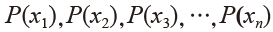 P(x₁), P(x₂), P(x₃), ⋯, P(xₙ)